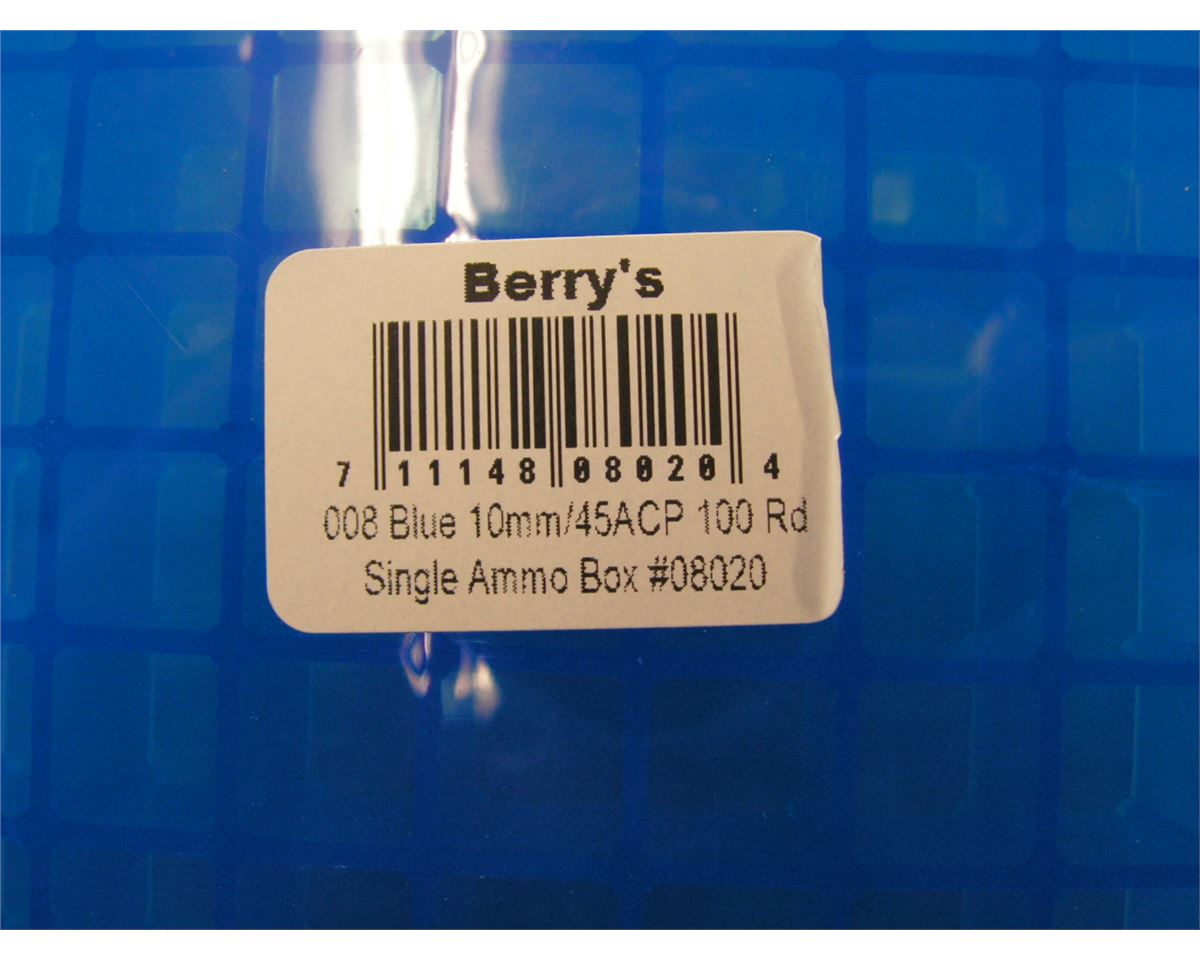 Berry's
7 11148 08020 4
008 Blue 10mm/45ACP 100 Rd
Single Ammo Box #08020